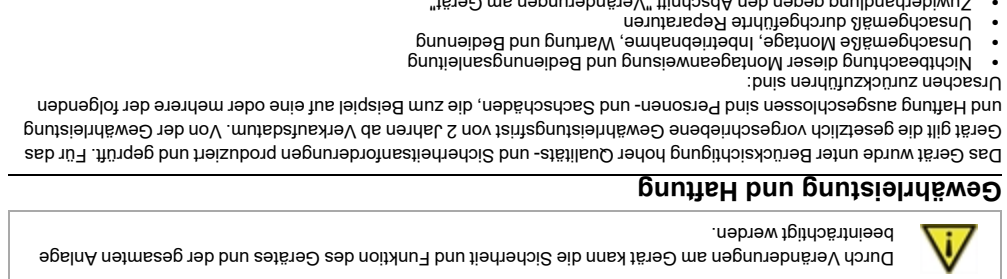 Durch Veränderungen am Gerät kann die Sicherheit und Funktion des Gerätes und der gesamten Anlage
beeinträchtigt werden.
Gewährleistung und Haftung
Das Gerät wurde unter Berücksichtigung hoher Qualitäts- und Sicherheitsanforderungen produziert und geprüft. Für das
Gerät gilt die gesetzlich vorgeschriebene Gewährleistungsfrist von 2 Jahren ab Verkaufsdatum. Von der Gewährleistung
und Haftung ausgeschlossen sind Personen- und Sachschäden, die zum Beispiel auf eine oder mehrere der folgenden
Ursachen zurückzuführen sind:
• Nichtbeachtung dieser Montageanweisung und Bedienungsanleitung
• Unsachgemäße Montage, Inbetriebnahme, Wartung und Bedienung
• Unsachgemäß durchgeführte Reparaturen
• Zuwiderhandlung gegen den Abschnitt "Veränderungen am Gerät"